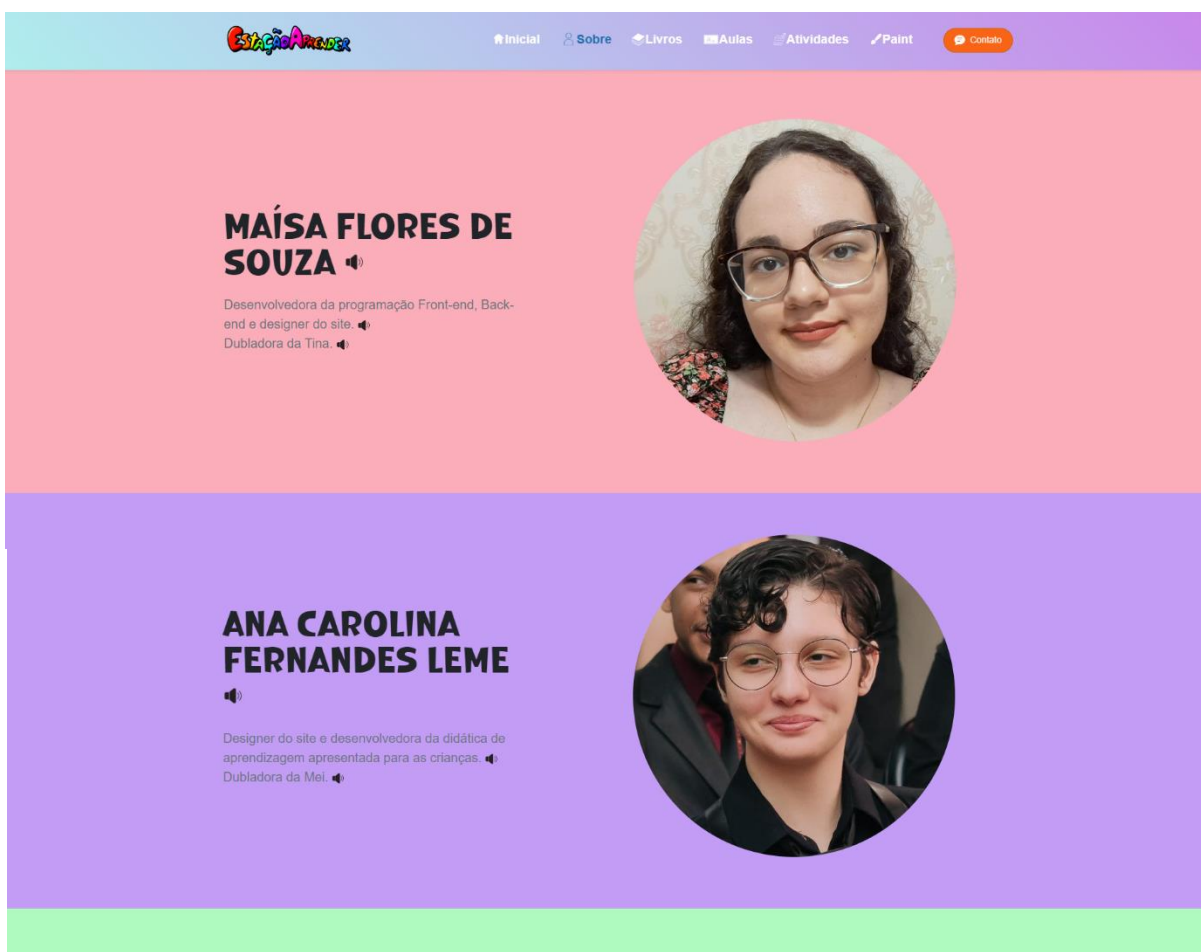 EstaçãoAprender
Inicial Sobre Livros Aulas Atividades Paint Contato
MAÍSA FLORES DE
SOUZA
Desenvolvedora da programação Front-end, Back-
end e designer do site.
Dubladora da Tina.
ANA CAROLINA
FERNANDES LEME
Designer do site e desenvolvedora da didática de
aprendizagem apresentada para as crianças.
Dubladora da Mei.